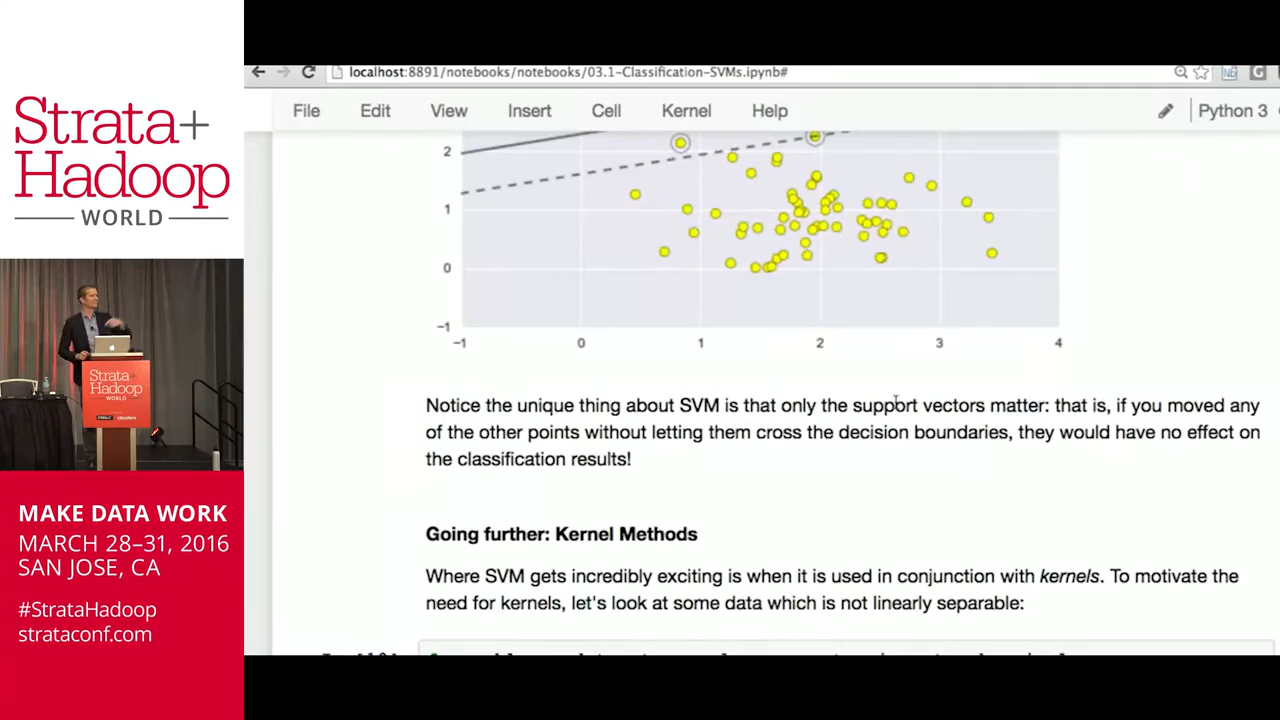 Strata+
Hadoop
WORLD
Strata+
Hadoop
WORLD
MAKE DATA WORK
MARCH 28–31, 2016
SAN JOSE, CA
#StrataHadoop
strataconf.com
localhost:8891/notebooks/notebooks/03.1-Classification-SVMs.ipynb#
File Edit View Insert Cell Kernel Help Python 3
2
1
0
−1
−1 0 1 2 3 4
Notice the unique thing about SVM is that only the support vectors matter: that is, if you moved any
of the other points without letting them cross the decision boundaries, they would have no effect on
the classification results!
Going further: Kernel Methods
Where SVM gets incredibly exciting is when it is used in conjunction with kernels. To motivate the
need for kernels, let's look at some data which is not linearly separable: